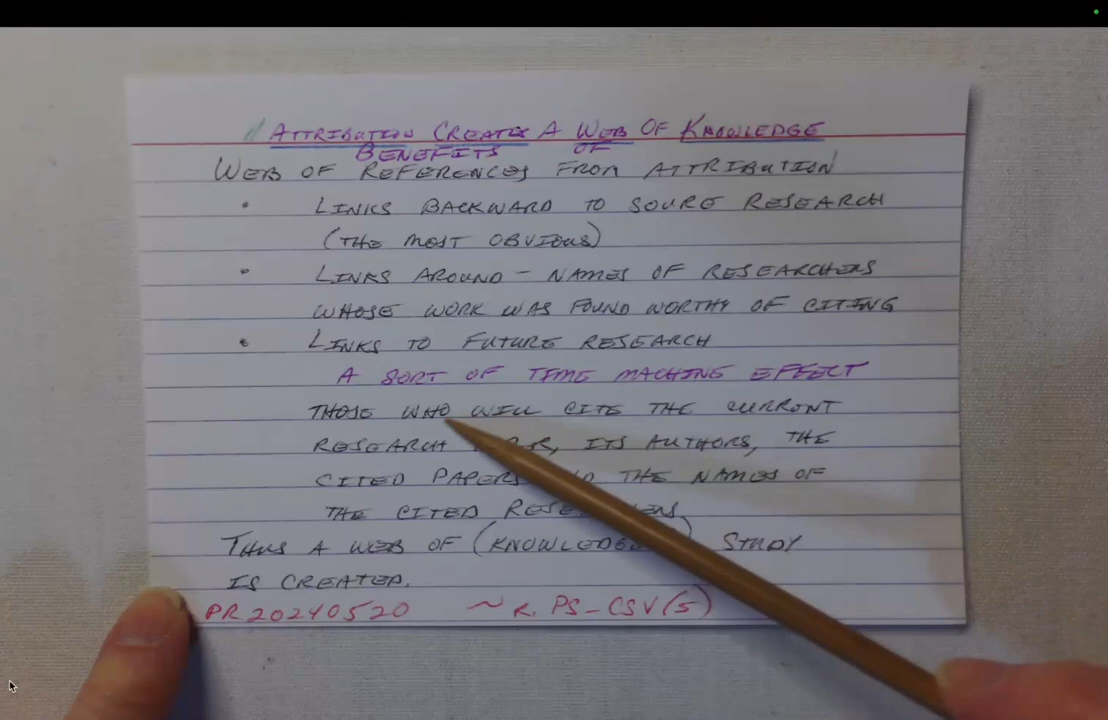 ATTRIBUTION CREATES A WEB OF KNOWLEDGE
BENEFITS OF
WEB OF REFERENCES FROM ATTRIBUTION
• LINKS BACKWARD TO SOURE RESEARCH
(THE MOST OBVIOUS)
• LINKS AROUND - NAMES OF RESEARCHERS
WHOSE WORK WAS FOUND WORTHY OF CITING
• LINKS TO FUTURE RESEARCH
A SORT OF TIME MACHINE EFFECT
THOSE WHO WILL CITE THE CURRENT
RESEARCH ITS AUTHORS, THE
CITED PAPERS THE NAMES OF
THE CITED
THUS A WEB OF (KNOWLEDGE) STUDY
IS CREATED.
PR20240520 ~ R. PS-CSV(5)